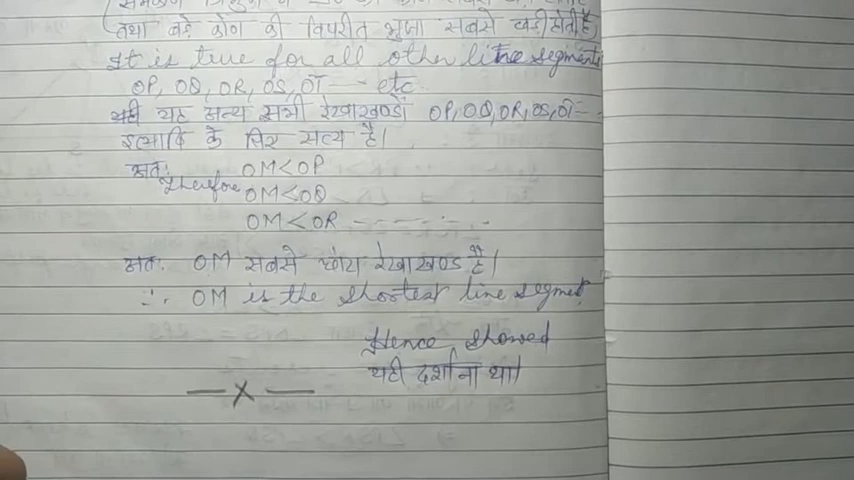 तथा बड़े कोण की विपरीत भुजा सबसे बड़ी होती है)
It is true for all other line segments
OP, OQ, OR, OS, OT --- etc.
यही यह अन्य सभी रेखाखण्डों OP, OQ, OR, OS, OT---
इत्यादि के लिए सत्य है।
अतः OM < OP
Therefore OM < OQ
OM < OR -------
अतः OM सबसे छोटा रेखाखण्ड है।
∴ OM is the shortest line segment
Hence, showed
यही दर्शाना था।
—x—